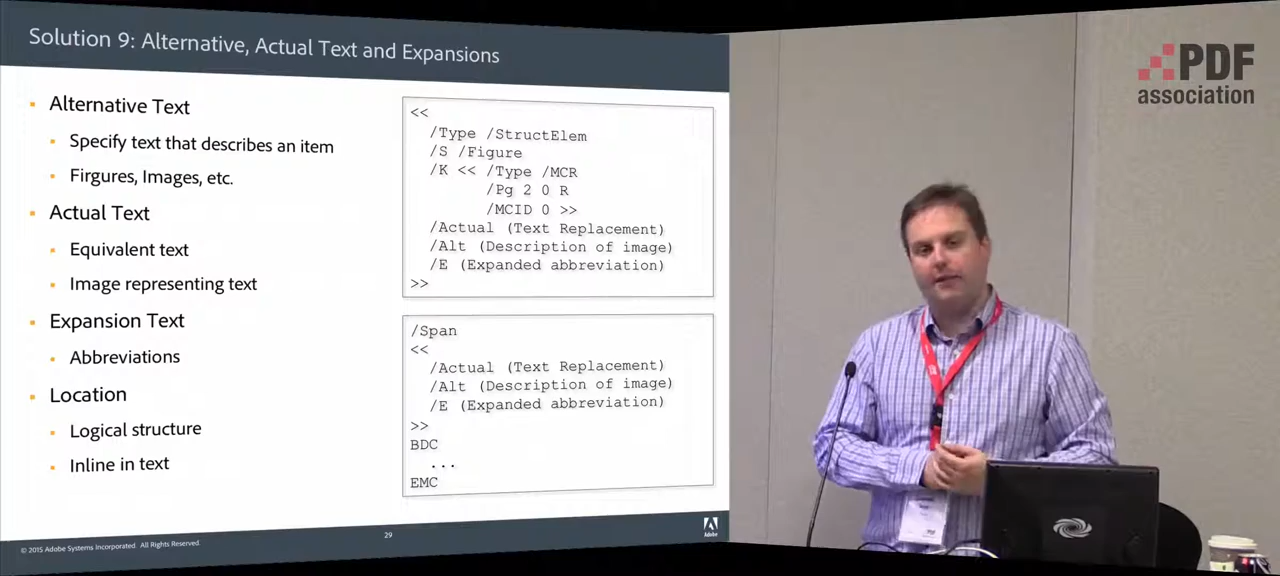 Solution 9: Alternative, Actual Text and Expansions
Alternative Text
Specify text that describes an item
Firgures, Images, etc.
Actual Text
Equivalent text
Image representing text
Expansion Text
Abbreviations
Location
Logical structure
Inline in text
<<
/Type /StructElem
/S /Figure
/K << /Type /MCR
/Pg 2 0 R
/MCID 0 >>
/Actual (Text Replacement)
/Alt (Description of image)
/E (Expanded abbreviation)
>>
/Span
<<
/Actual (Text Replacement)
/Alt (Description of image)
/E (Expanded abbreviation)
>>
BDC
...
EMC
© 2015 Adobe Systems Incorporated. All Rights Reserved.
29
Adobe
PDF
association